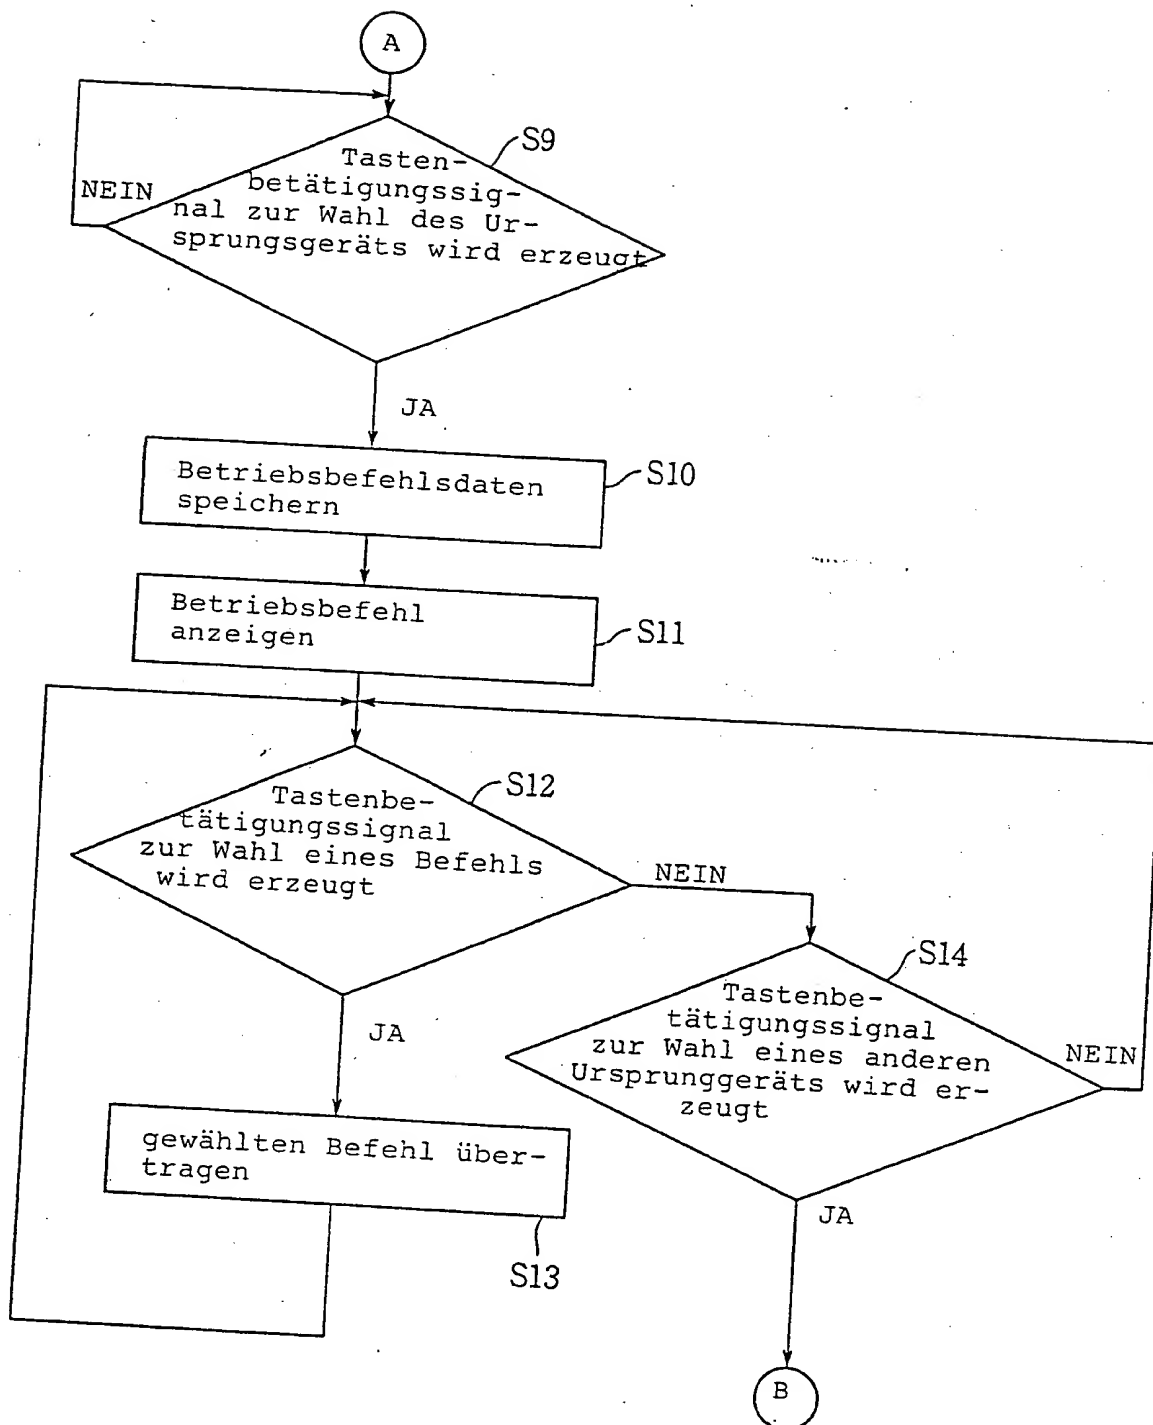 A
S9
Tasten-
betätigungssig-
nal zur Wahl des Ur-
sprungsgeräts wird erzeugt
NEIN
JA
Betriebsbefehlsdaten
speichern
S10
Betriebsbefehl
anzeigen
S11
S12
Tastenbe-
tätigungssignal
zur Wahl eines Befehls
wird erzeugt
NEIN
S14
Tastenbe-
tätigungssignal
zur Wahl eines anderen
Ursprunggeräts wird er-
zeugt
NEIN
JA
gewählten Befehl über-
tragen
S13
JA
B